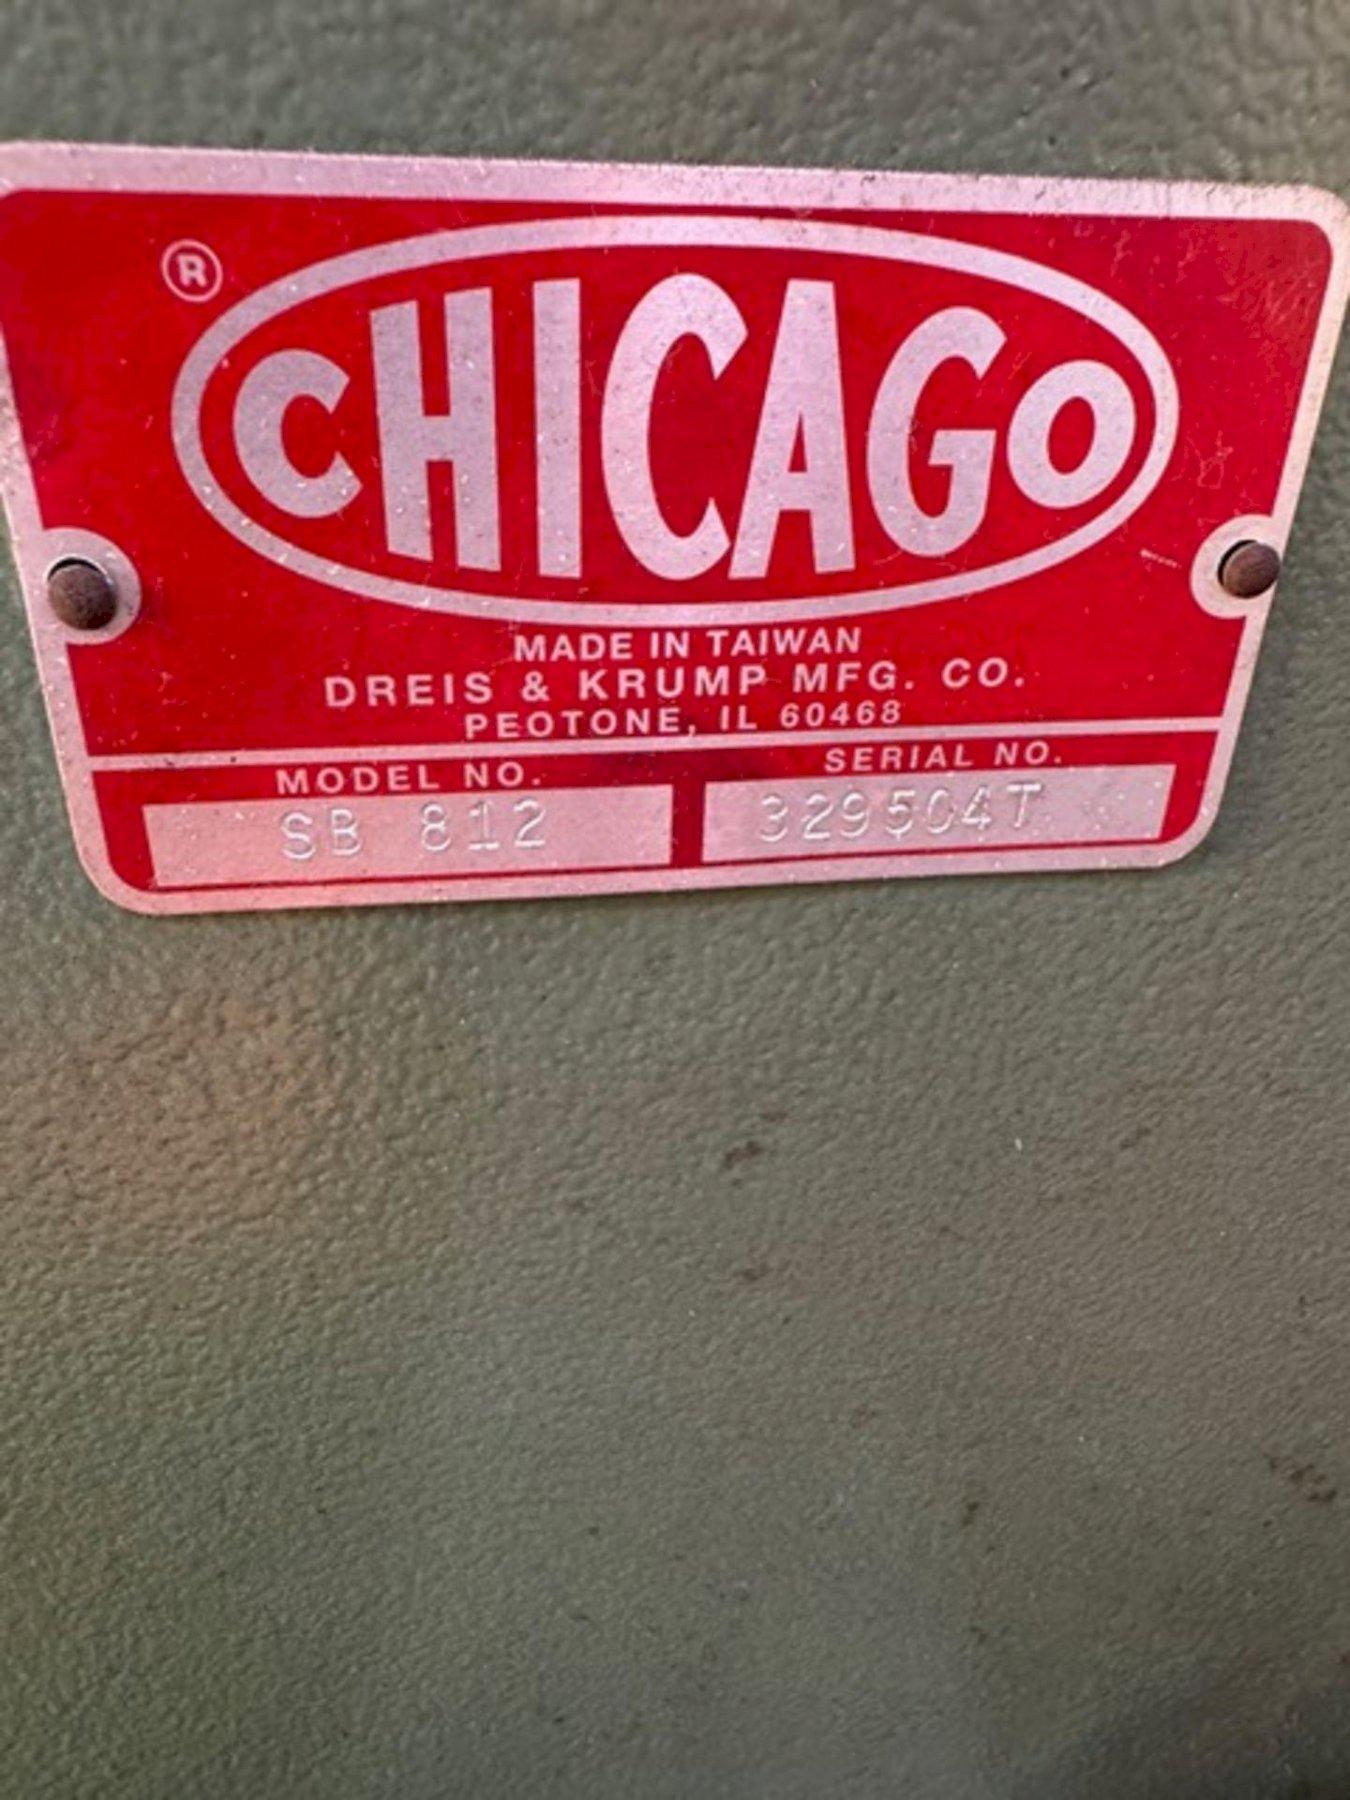 ®
CHICAGO
MADE IN TAIWAN
DREIS & KRUMP MFG. CO.
PEOTONE, IL 60468
MODEL NO. SERIAL NO.
SB 812 329504T